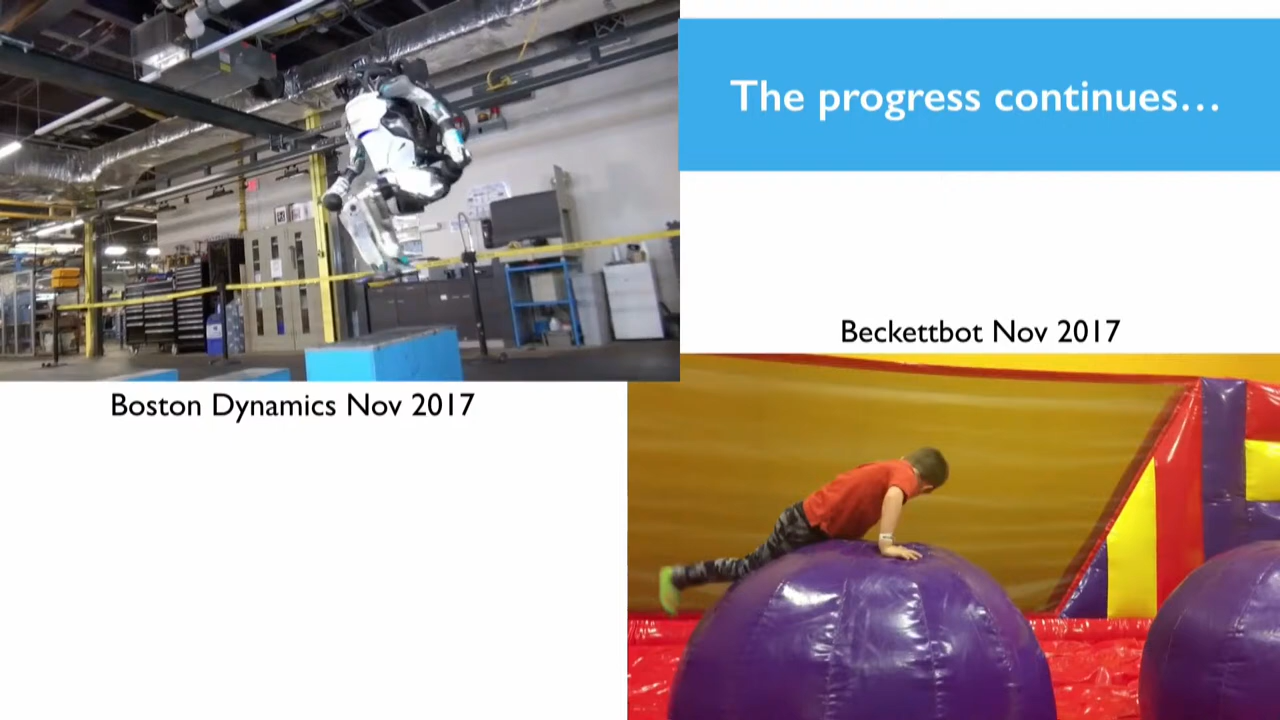 The progress continues...
Beckettbot Nov 2017
Boston Dynamics Nov 2017